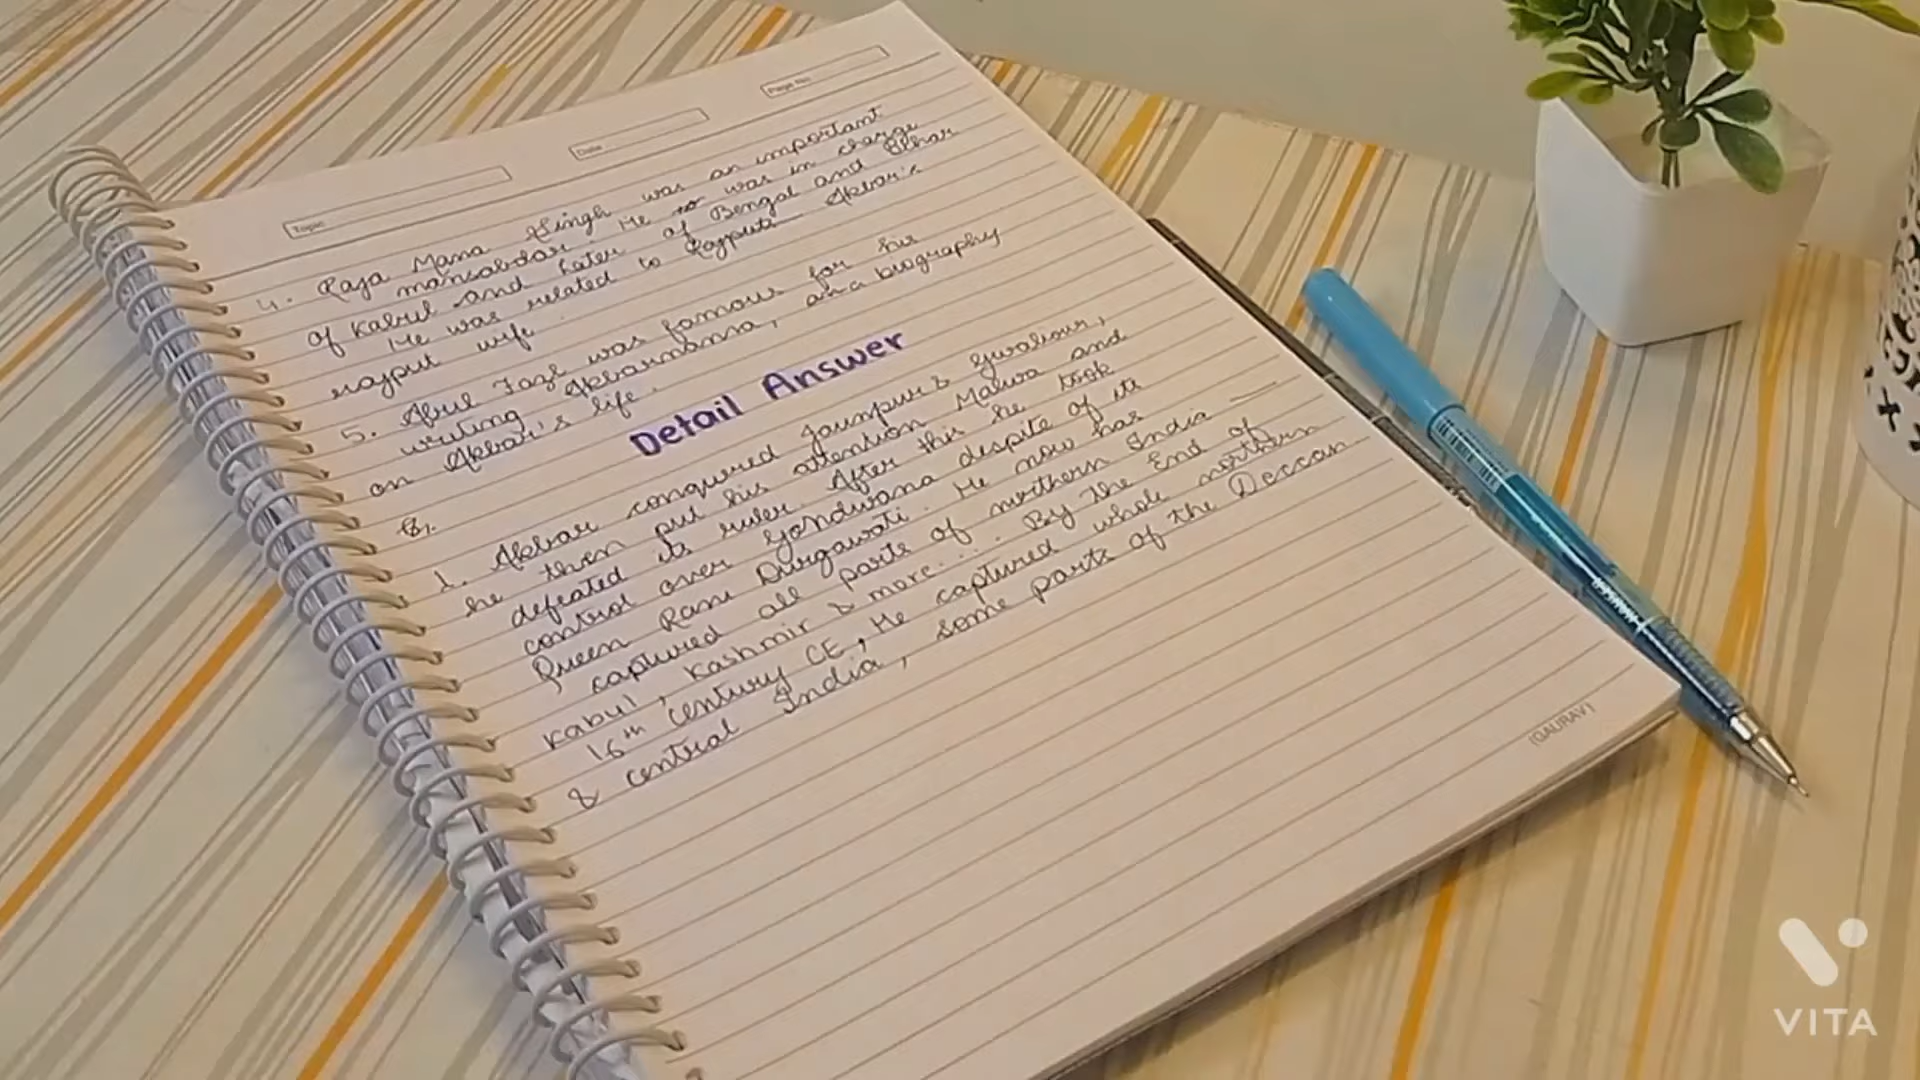 Topic
Date
Page No.
4. Raja Mana Singh was an important
mansabdar. He was in charge
of Kabul and later of Bengal and Bihar
He was related to Rajputs Akbar's
rajput wife.
5. Abul Fazl was famous for his
writing Akbarnama, as a biography
on Akbar's life.
Detail Answer
1. Akbar conquered Jaunpur & Gwaliour,
he then put his attention Malwa and
defeated its ruler. After this he took
control over Gondwana despite of its
Queen Rani Durgawati. He now has
captured all parts of northern India —
Kabul, Kashmir & more.... By the End of
16th century CE, He captured whole northern
& central India, some parts of the Deccan
(GAURAV)
VITA